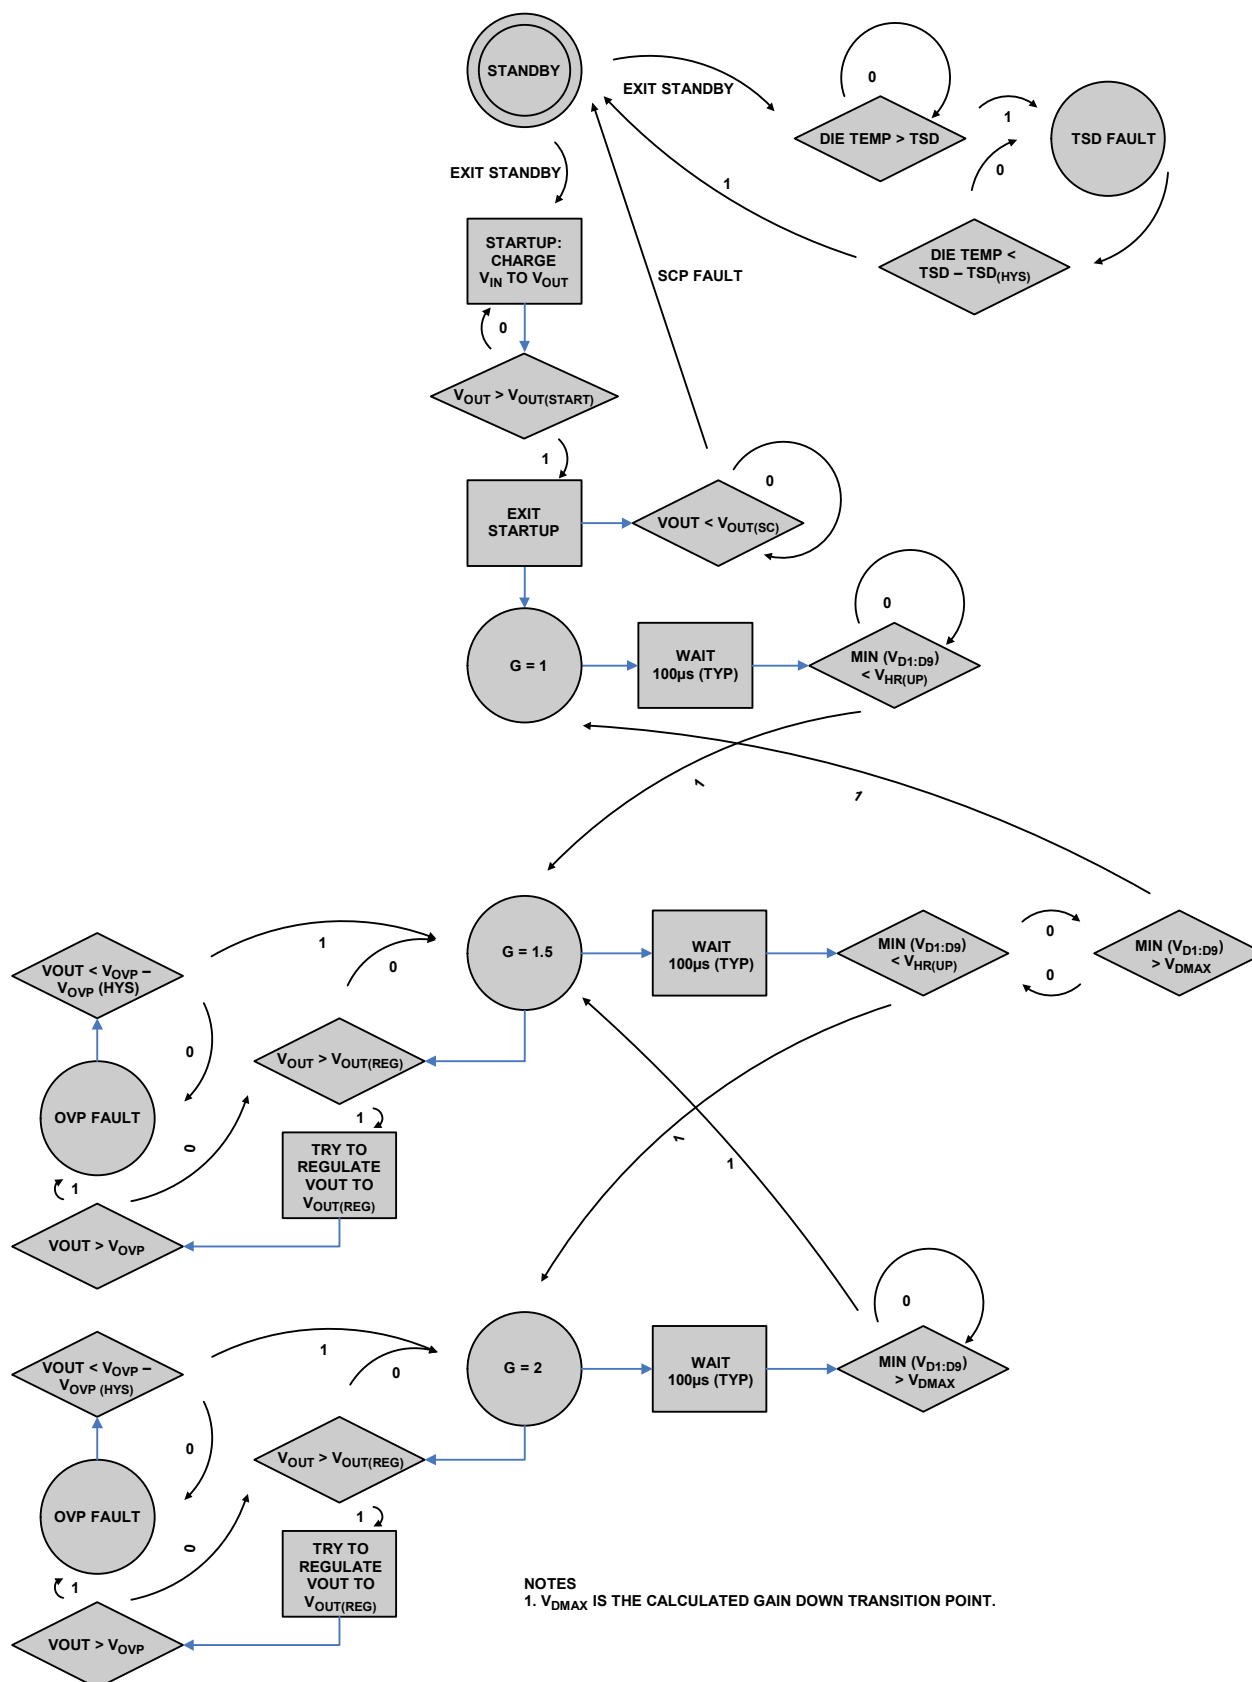 STANDBY
EXIT STANDBY
0
DIE TEMP > TSD
1
TSD FAULT
0
EXIT STANDBY
1
DIE TEMP <
TSD – TSD(HYS)
STARTUP:
CHARGE
VIN TO VOUT
SCP FAULT
0
VOUT > VOUT(START)
1
0
EXIT
STARTUP
VOUT < VOUT(SC)
0
G = 1
WAIT
100µs (TYP)
MIN (VD1:D9)
< VHR(UP)
1
1
1
0
VOUT < VOVP –
VOVP (HYS)
G = 1.5
WAIT
100µs (TYP)
MIN (VD1:D9)
< VHR(UP)
0
0
MIN (VD1:D9)
> VDMAX
0
VOUT > VOUT(REG)
OVP FAULT
1
0
TRY TO
REGULATE
VOUT TO
VOUT(REG)
1
1
1
VOUT > VOVP
0
1
0
VOUT < VOVP –
VOVP (HYS)
G = 2
WAIT
100µs (TYP)
MIN (VD1:D9)
> VDMAX
0
VOUT > VOUT(REG)
OVP FAULT
1
0
TRY TO
REGULATE
VOUT TO
VOUT(REG)
1
VOUT > VOVP
NOTES
1. VDMAX IS THE CALCULATED GAIN DOWN TRANSITION POINT.